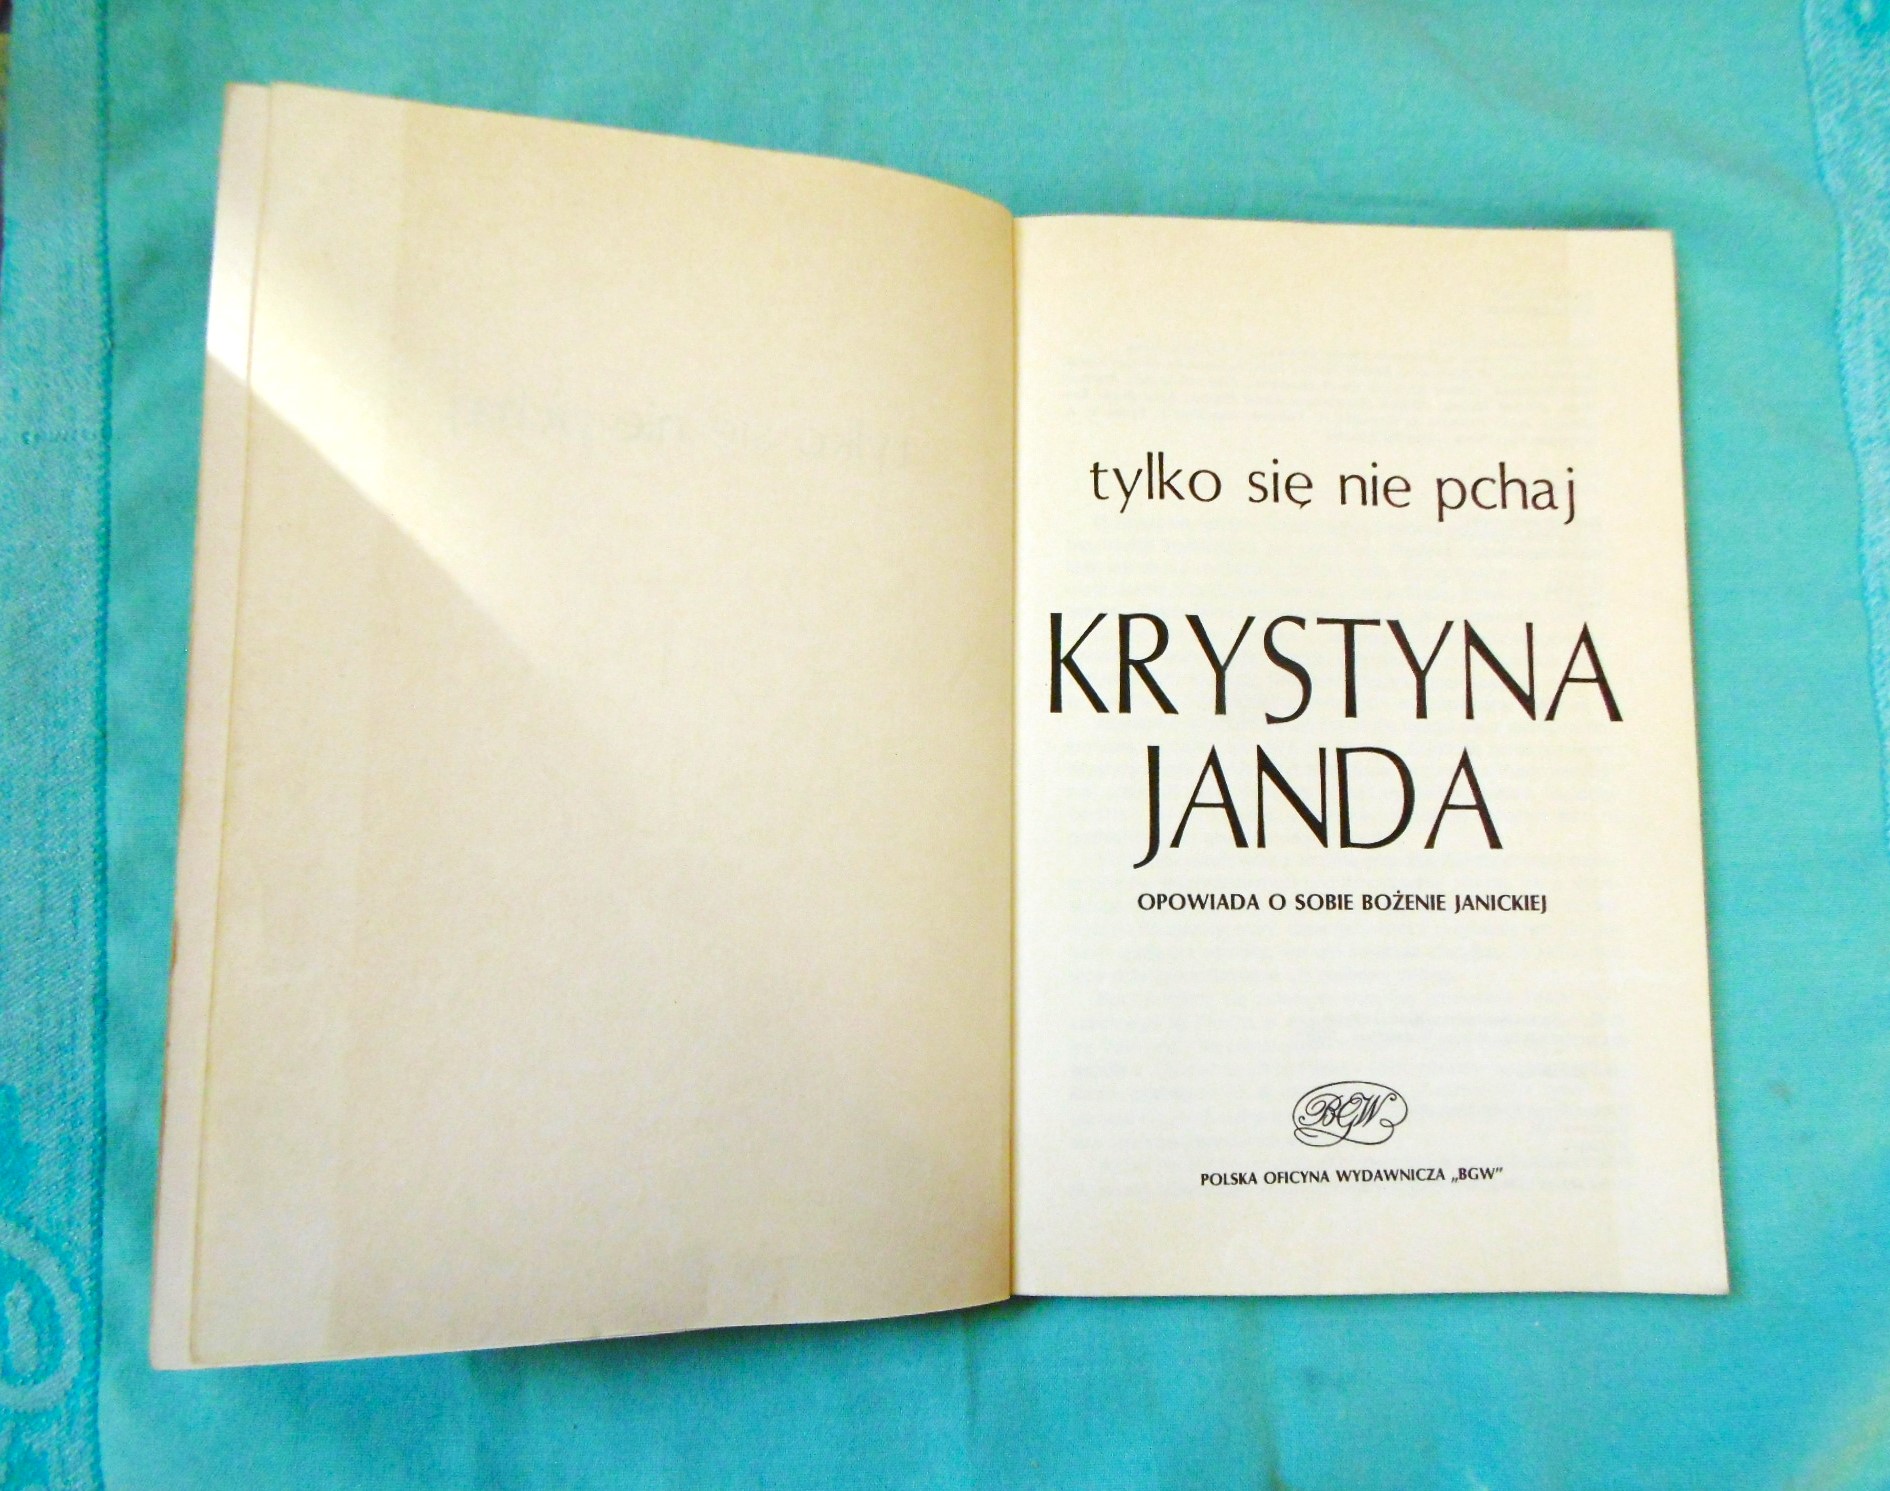 tylko się nie pchaj
KRYSTYNA
JANDA
OPOWIADA O SOBIE BOŻENIE JANICKIEJ
BGW
POLSKA OFICYNA WYDAWNICZA „BGW”